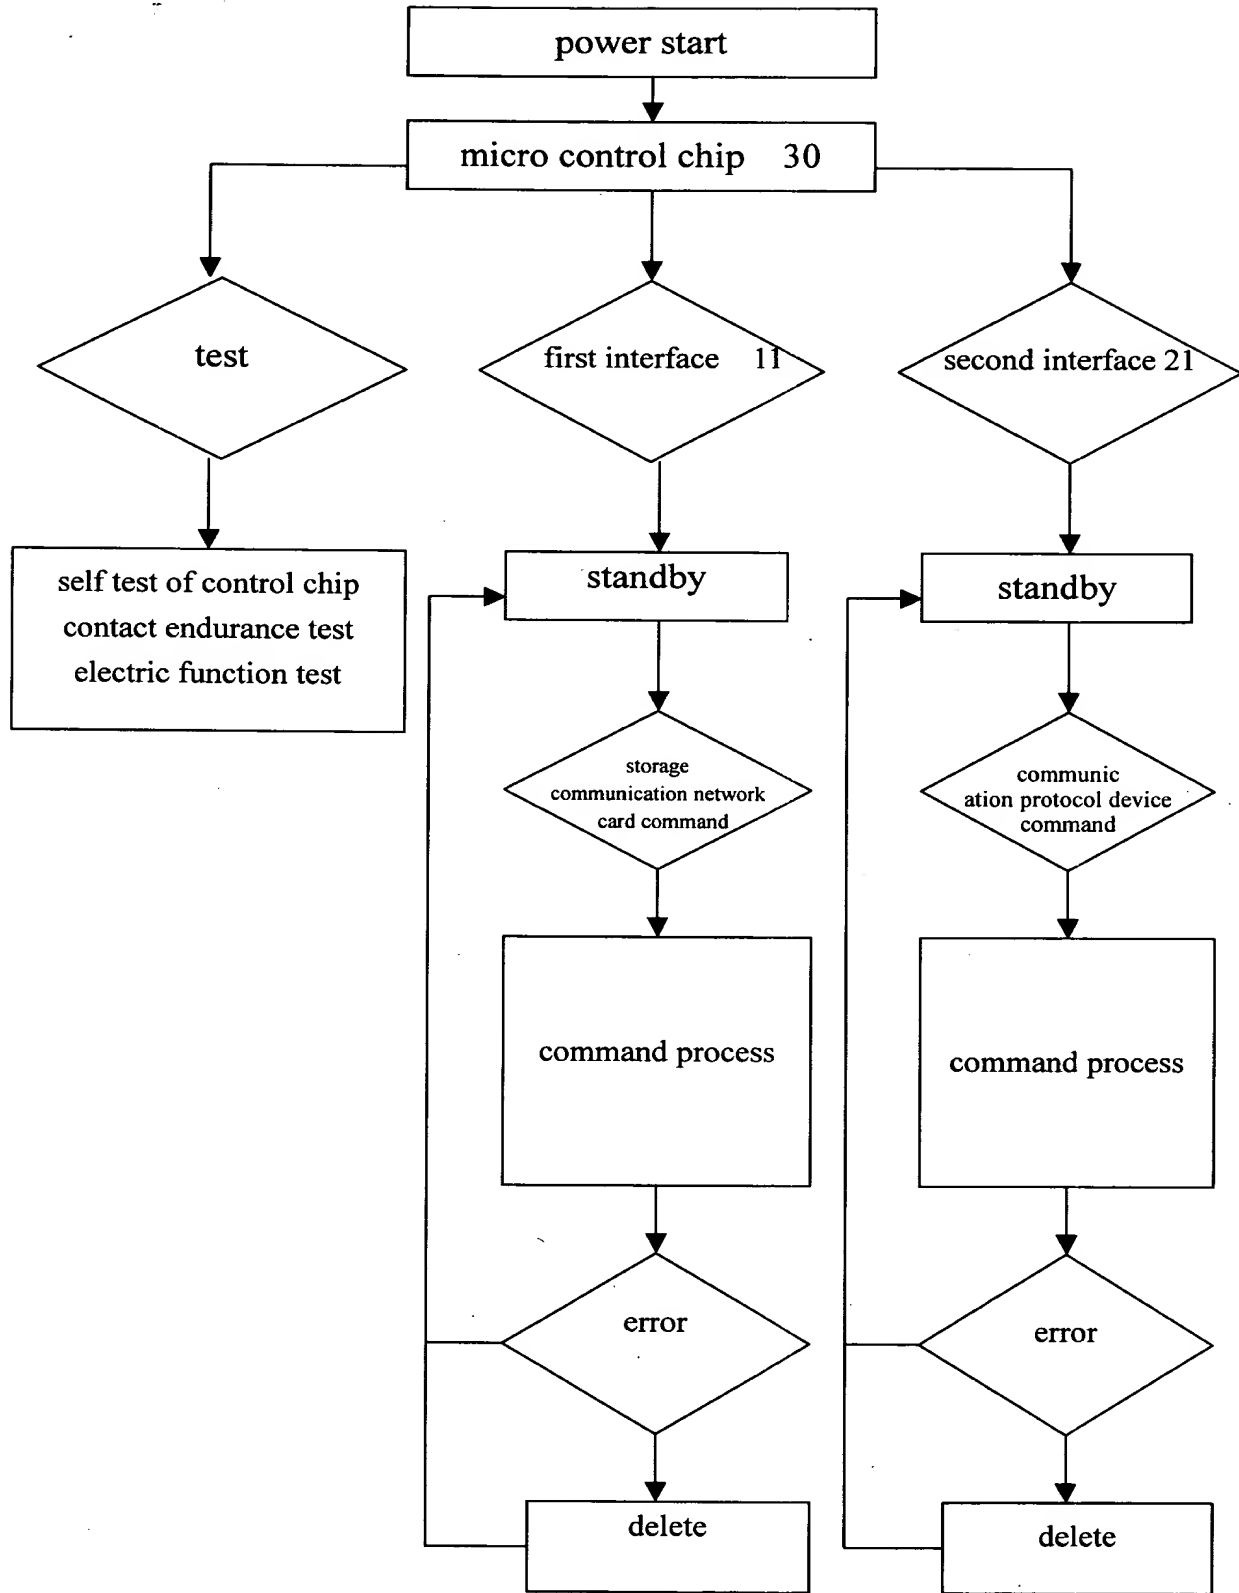 power start
micro control chip 30
test
first interface 11
second interface 21
self test of control chip
contact endurance test
electric function test
standby
standby
storage
communication network
card command
communic
ation protocol device
command
command process
command process
error
error
delete
delete